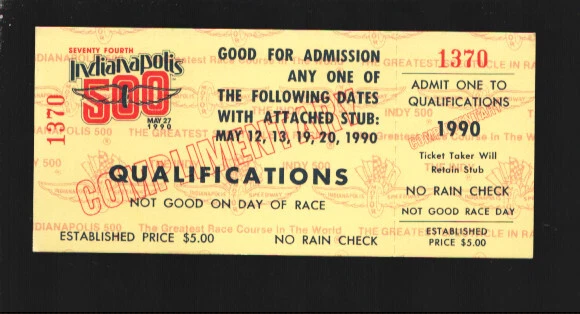 SEVENTY FOURTH
Indianapolis
500
MAY 27
1990
1370
GOOD FOR ADMISSION
ANY ONE OF
THE FOLLOWING DATES
WITH ATTACHED STUB:
MAY 12, 13, 19, 20, 1990
COMPLIMENTARY
QUALIFICATIONS
NOT GOOD ON DAY OF RACE
ESTABLISHED PRICE $5.00
NO RAIN CHECK
1370
ADMIT ONE TO
QUALIFICATIONS
1990
Ticket Taker Will
Retain Stub
NO RAIN CHECK
NOT GOOD RACE DAY
ESTABLISHED
PRICE $5.00